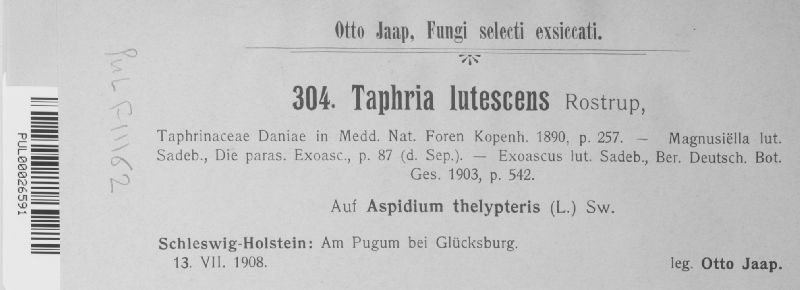 Otto Jaap, Fungi selecti exsiccati.
304. Taphria lutescens Rostrup,
Taphrinaceae Daniae in Medd. Nat. Foren Kopenh. 1890, p. 257. — Magnusiëlla lut.
Sadeb., Die paras. Exoasc., p. 87 (d. Sep.). — Exoascus lut. Sadeb., Ber. Deutsch. Bot.
Ges. 1903, p. 542.
Auf Aspidium thelypteris (L.) Sw.
Schleswig-Holstein: Am Pugum bei Glücksburg.
13. VII. 1908.
leg. Otto Jaap.
PUL00026591
PUL F11162